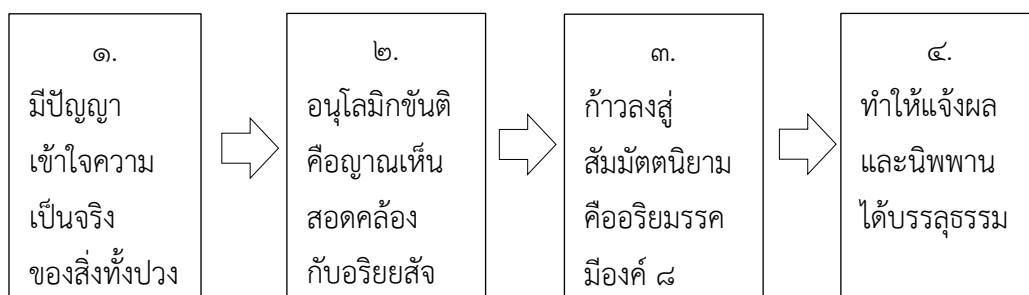 ๑.
มีปัญญา
เข้าใจความ
เป็นจริง
ของสิ่งทั้งปวง
๒.
อนุโลมิกขันติ
คือญาณเห็น
สอดคล้อง
กับอริยยสัจ
๓.
ก้าวลงสู่
สัมมัตตนิยาม
คืออริยมรรค
มีองค์ ๘
๔.
ทำให้แจ้งผล
และนิพพาน
ได้บรรลุธรรม